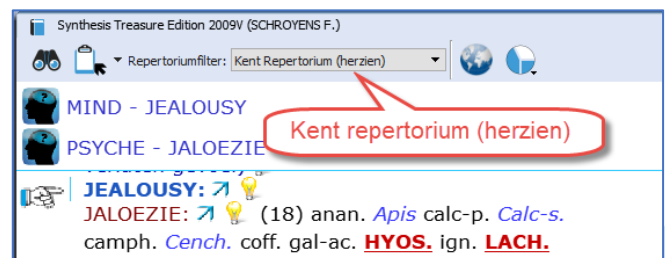 Synthesis Treasure Edition 2009V (SCHROYENS F.)
Repertoriumfilter: Kent Repertorium (herzien)
MIND - JEALOUSY
Kent repertorium (herzien)
PSYCHE - JALOEZIE
JEALOUSY:
JALOEZIE: (18) anan. Apis calc-p. Calc-s.
camph. Cench. coff. gal-ac. HYOS. ign. LACH.